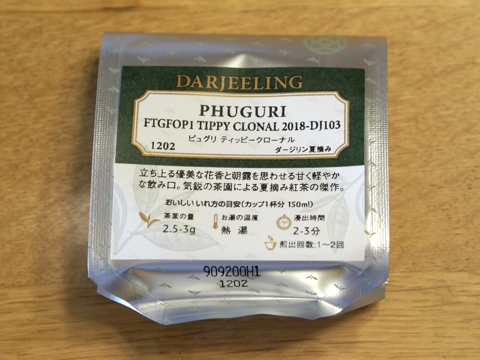 DARJEELING
PHUGURI
FTGFOP1 TIPPY CLONAL 2018-DJ103
ピュグリ ティッピークローナル
1202 ダージリン夏摘み
立ち上る優美な花香と朝露を思わせる甘く軽やか
な飲み口。気鋭の茶園による夏摘み紅茶の傑作。
おいしいいれ方の目安(カップ1杯分 150ml)
茶葉の量 お湯の温度 浸出時間
2.5-3g 熱湯 2-3分
煎出回数:1〜2回
909200H1
1202